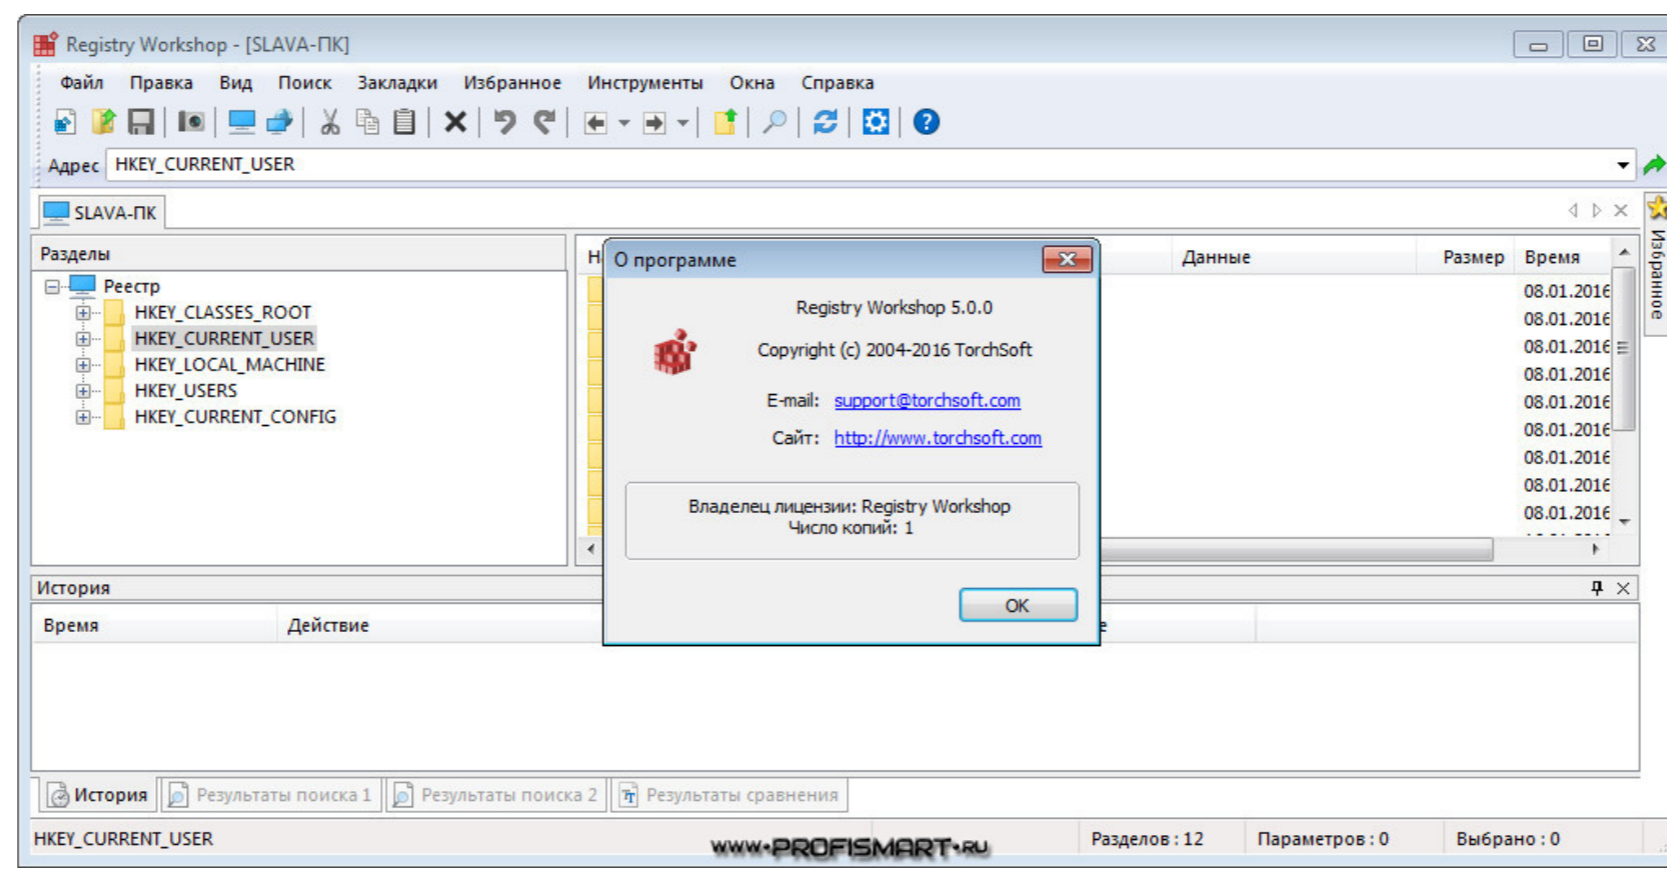 Registry Workshop - [SLAVA-ПК]
Файл Правка Вид Поиск Закладки Избранное Инструменты Окна Справка
Адрес HKEY_CURRENT_USER
SLAVA-ПК
Избранное
Разделы
Реестр
HKEY_CLASSES_ROOT
HKEY_CURRENT_USER
HKEY_LOCAL_MACHINE
HKEY_USERS
HKEY_CURRENT_CONFIG
Данные Размер Время
08.01.2016
08.01.2016
08.01.2016
08.01.2016
08.01.2016
08.01.2016
08.01.2016
08.01.2016
08.01.2016
О программе
Registry Workshop 5.0.0
Copyright (c) 2004-2016 TorchSoft
E-mail: support@torchsoft.com
Сайт: http://www.torchsoft.com
Владелец лицензии: Registry Workshop
Число копий: 1
OK
История
Время Действие
История Результаты поиска 1 Результаты поиска 2 Результаты сравнения
HKEY_CURRENT_USER
www.PROFISMART.RU
Разделов : 12 Параметров : 0 Выбрано : 0